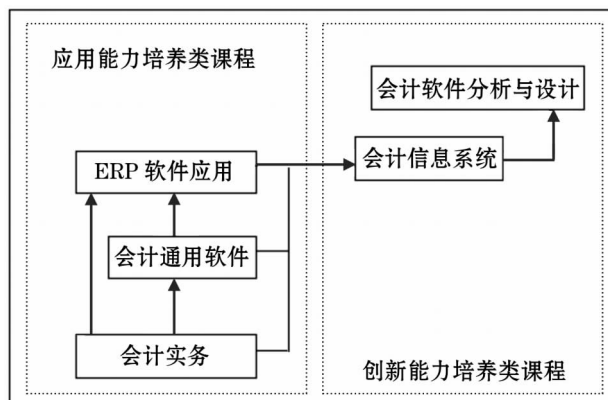 应用能力培养类课程
会计软件分析与设计
ERP 软件应用
会计信息系统
会计通用软件
会计实务
创新能力培养类课程